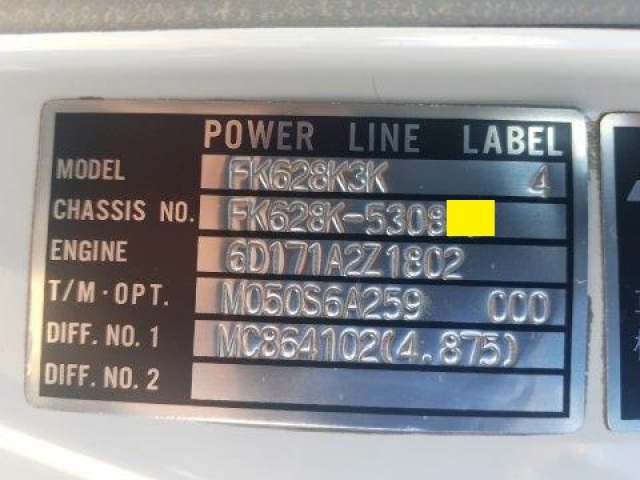 POWER LINE LABEL
MODEL FK628K3K 4
CHASSIS NO. FK628K-5308
ENGINE 6D171A2Z1802
T/M·OPT. M050S6A259 000
DIFF. NO. 1 MC864102(4.875)
DIFF. NO. 2